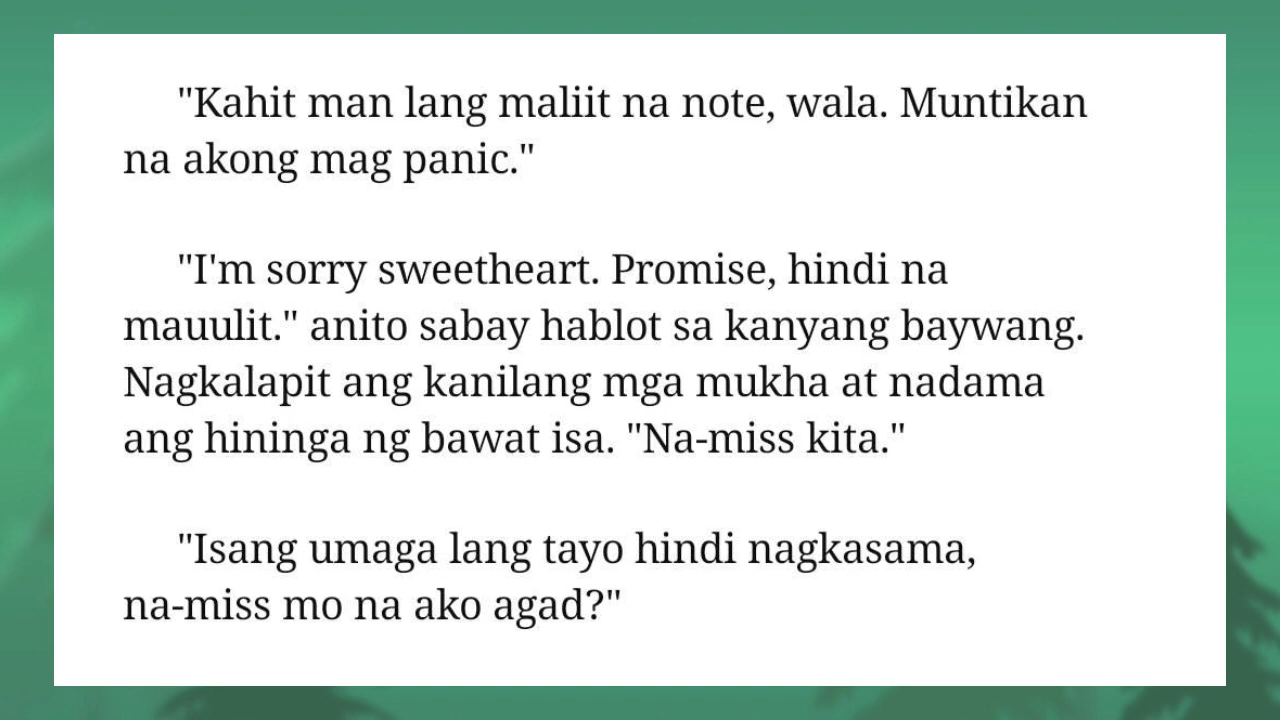 "Kahit man lang maliit na note, wala. Muntikan
na akong mag panic."
"I'm sorry sweetheart. Promise, hindi na
mauulit." anito sabay hablot sa kanyang baywang.
Nagkalapit ang kanilang mga mukha at nadama
ang hininga ng bawat isa. "Na-miss kita."
"Isang umaga lang tayo hindi nagkasama,
na-miss mo na ako agad?"